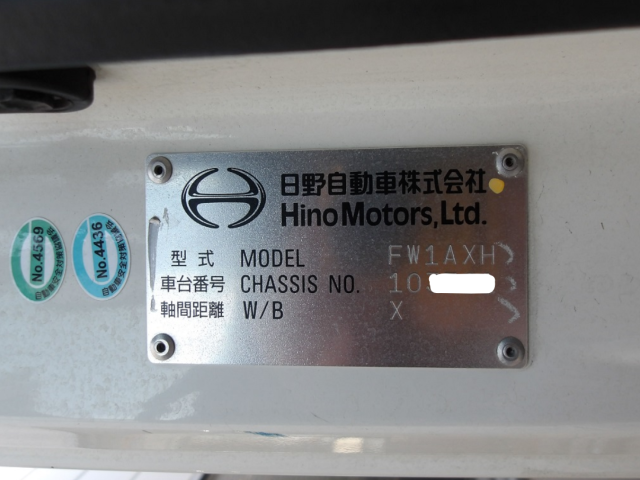 日野自動車株式会社
Hino Motors, Ltd.
型式 MODEL FW1AXH
車台番号 CHASSIS NO. 10
軸間距離 W/B X
No.4569
No.4436